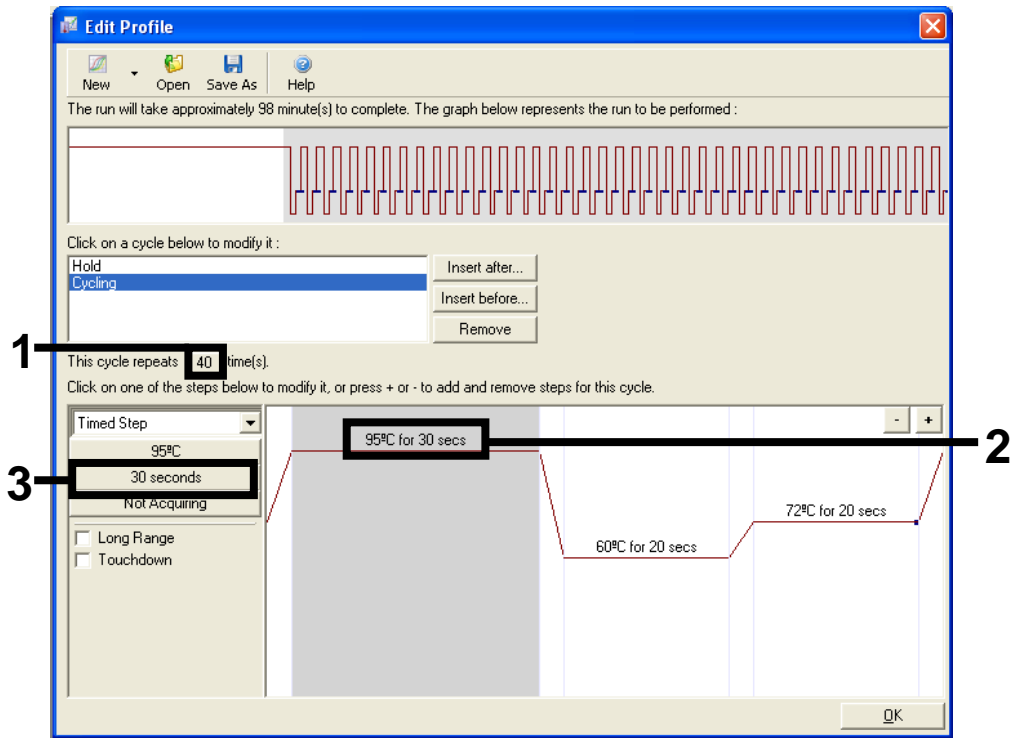 Edit Profile
New Open Save As Help
The run will take approximately 98 minute(s) to complete. The graph below represents the run to be performed :
Click on a cycle below to modify it :
Hold
Cycling
Insert after...
Insert before...
Remove
1
This cycle repeats 40 time(s).
Click on one of the steps below to modify it, or press + or - to add and remove steps for this cycle.
Timed Step
- +
95ºC
30 seconds
Not Acquiring
Long Range
Touchdown
3
95ºC for 30 secs
2
60ºC for 20 secs
72ºC for 20 secs
OK